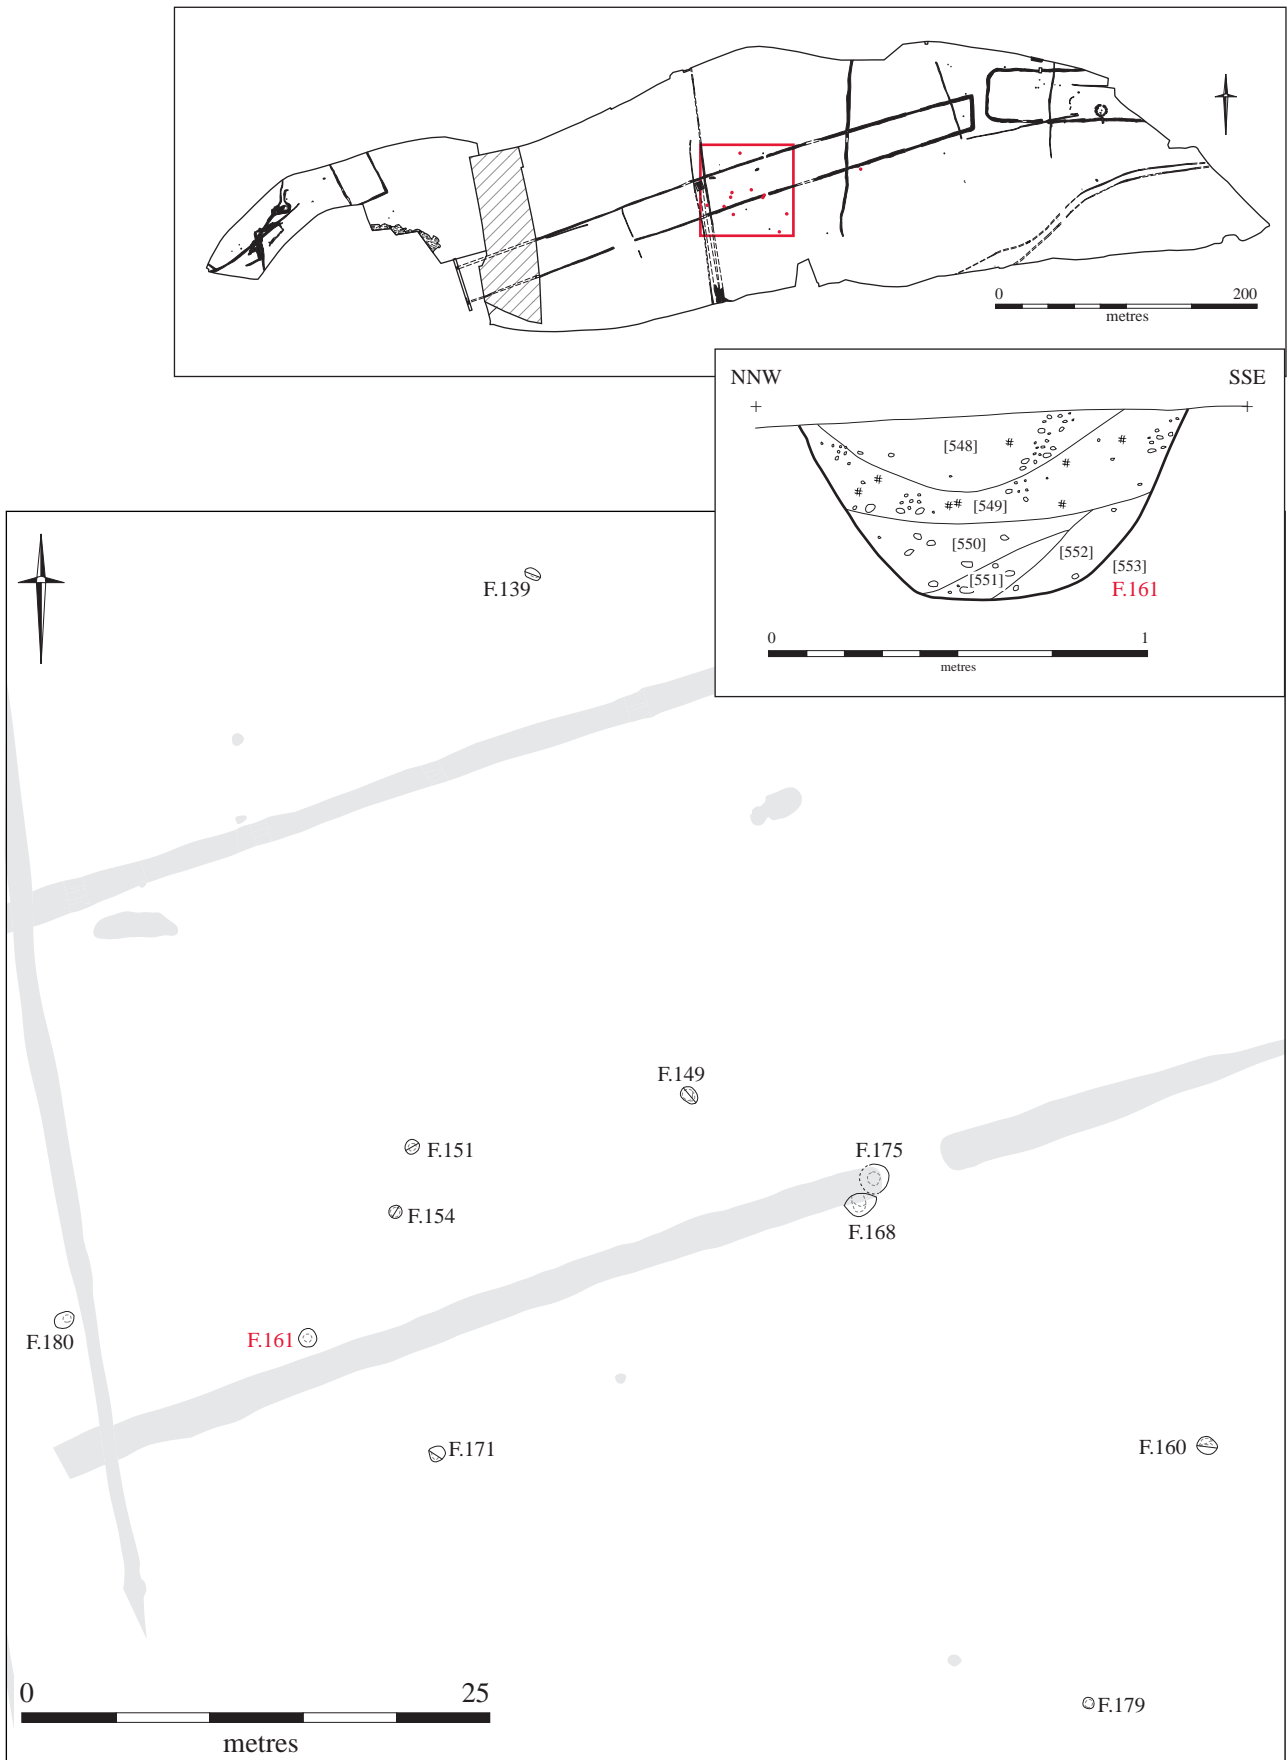 0 200
metres
NNW SSE
[548]
[549]
[550]
[552]
[551]
[553]
F.161
0 1
metres
F.139
F.149
F.151
F.175
F.154
F.168
F.180
F.161
F.171
F.160
0 25
metres
F.179